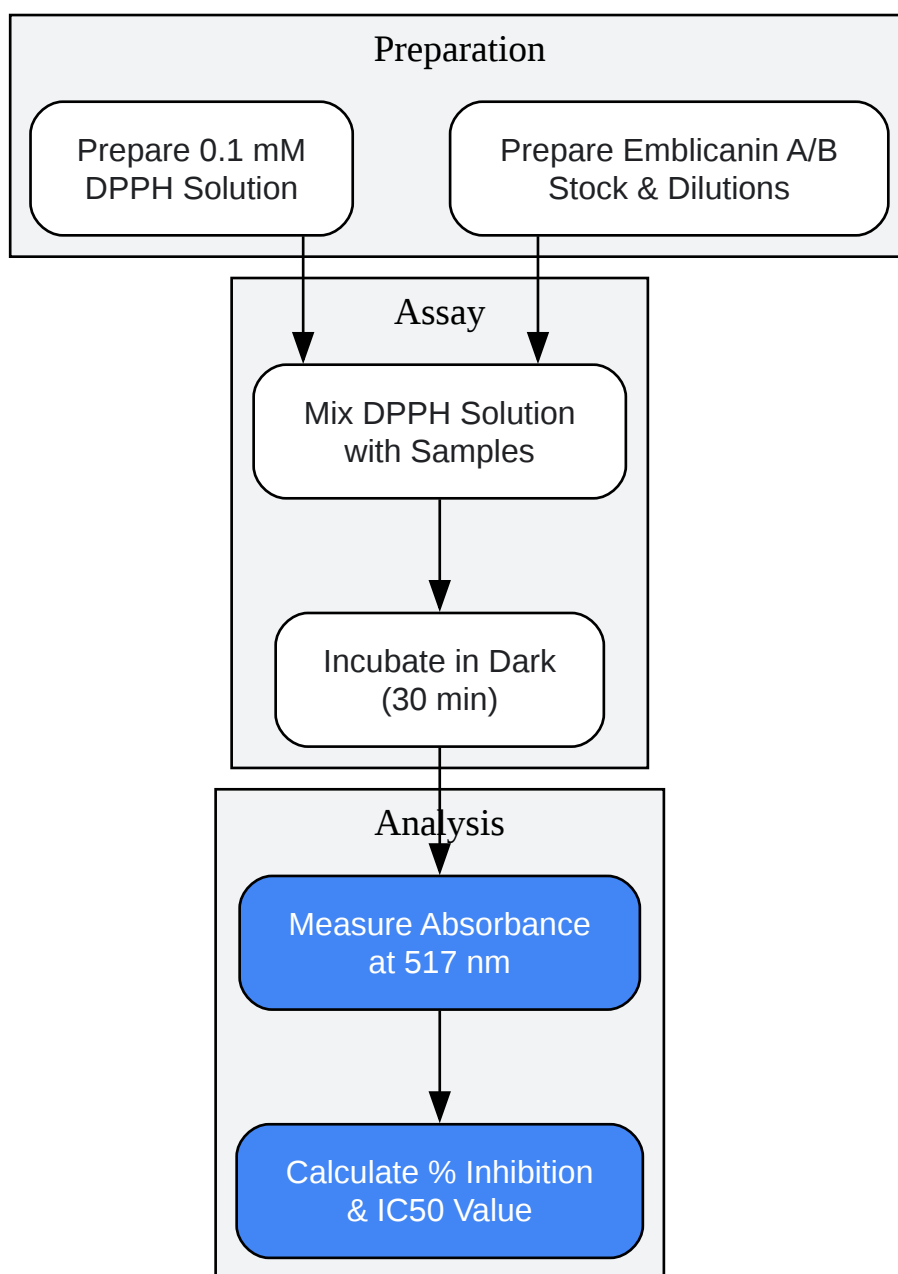 Preparation
Prepare 0.1 mM
DPPH Solution
Prepare Emblicanin A/B
Stock & Dilutions
Assay
Mix DPPH Solution
with Samples
Incubate in Dark
(30 min)
Analysis
Measure Absorbance
at 517 nm
Calculate % Inhibition
& IC50 Value